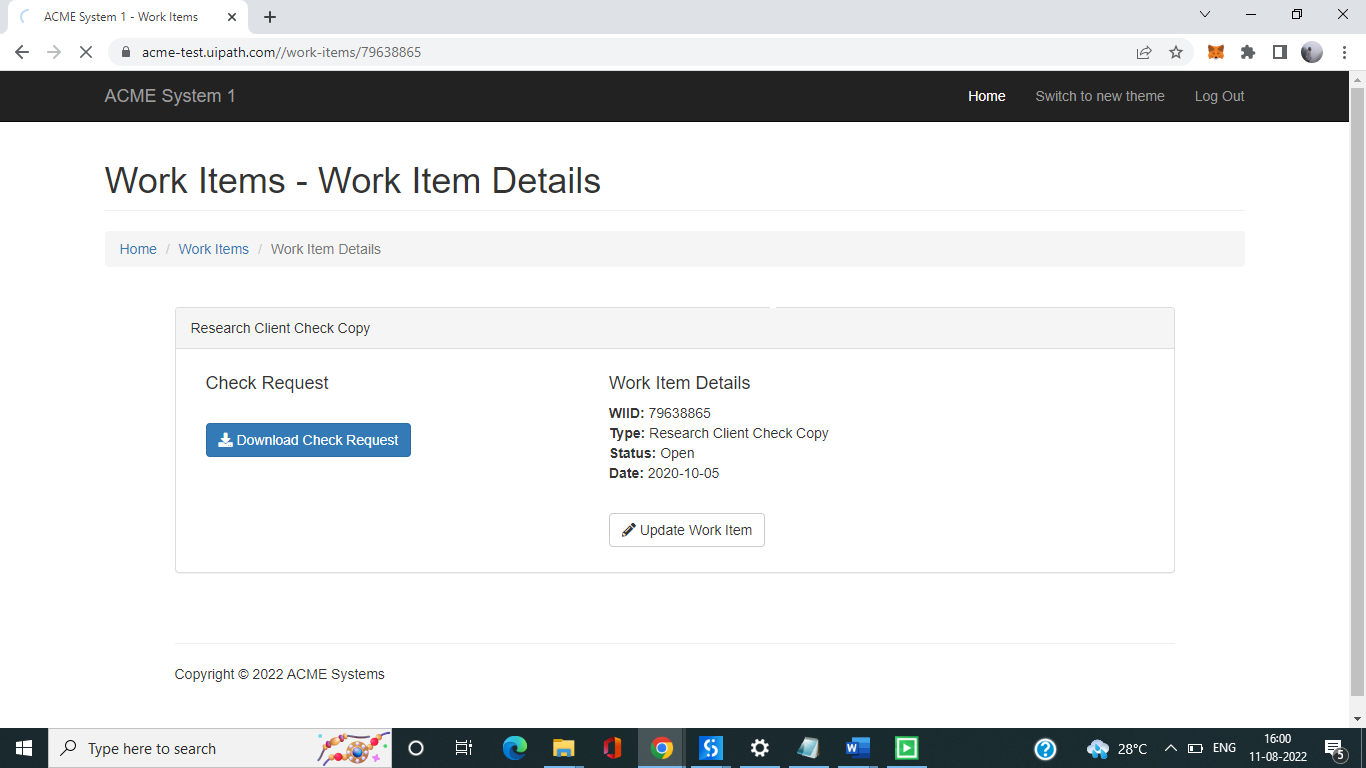 ACME System 1 - Work Items
acme-test.uipath.com//work-items/79638865
ACME System 1 Home Switch to new theme Log Out
Work Items - Work Item Details
Home / Work Items / Work Item Details
Research Client Check Copy
Check Request
Download Check Request
Work Item Details
WIID: 79638865
Type: Research Client Check Copy
Status: Open
Date: 2020-10-05
Update Work Item
Copyright © 2022 ACME Systems
Type here to search
28°C
ENG
16:00
11-08-2022
5